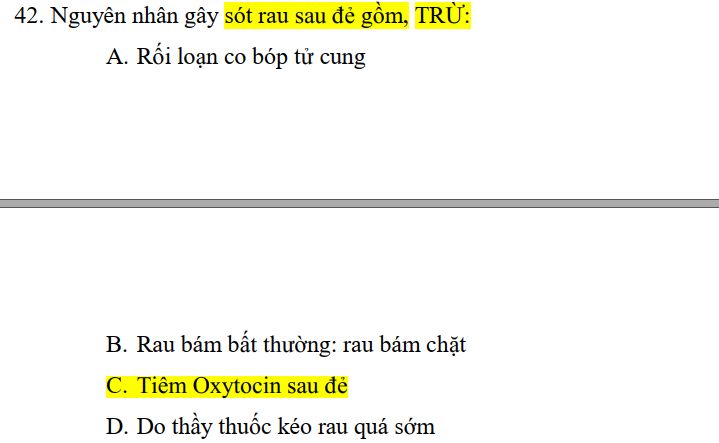 42. Nguyên nhân gây sót rau sau đẻ gồm, TRỪ:
A. Rối loạn co bóp tử cung
B. Rau bám bất thường: rau bám chặt
C. Tiêm Oxytocin sau đẻ
D. Do thầy thuốc kéo rau quá sớm